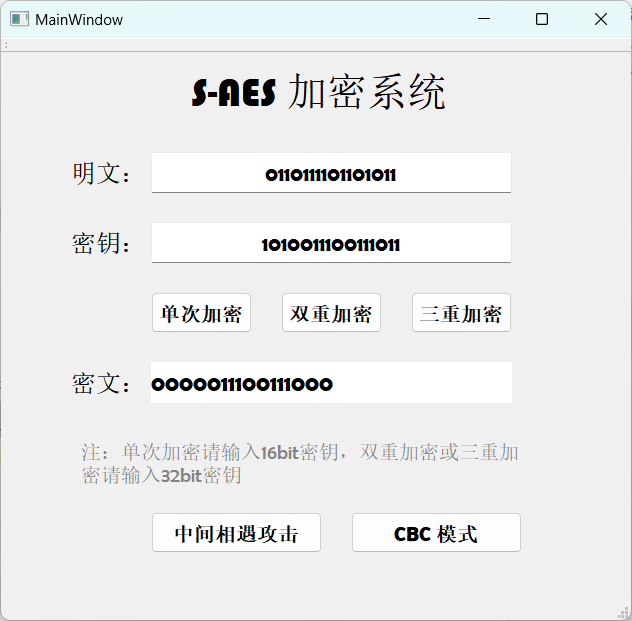 MainWindow
S-AES 加密系统
明文： 0110111101101011
密钥： 1010011100111011
单次加密 双重加密 三重加密
密文： 0000011100111000
注：单次加密请输入16bit密钥，双重加密或三重加
密请输入32bit密钥
中间相遇攻击 CBC 模式